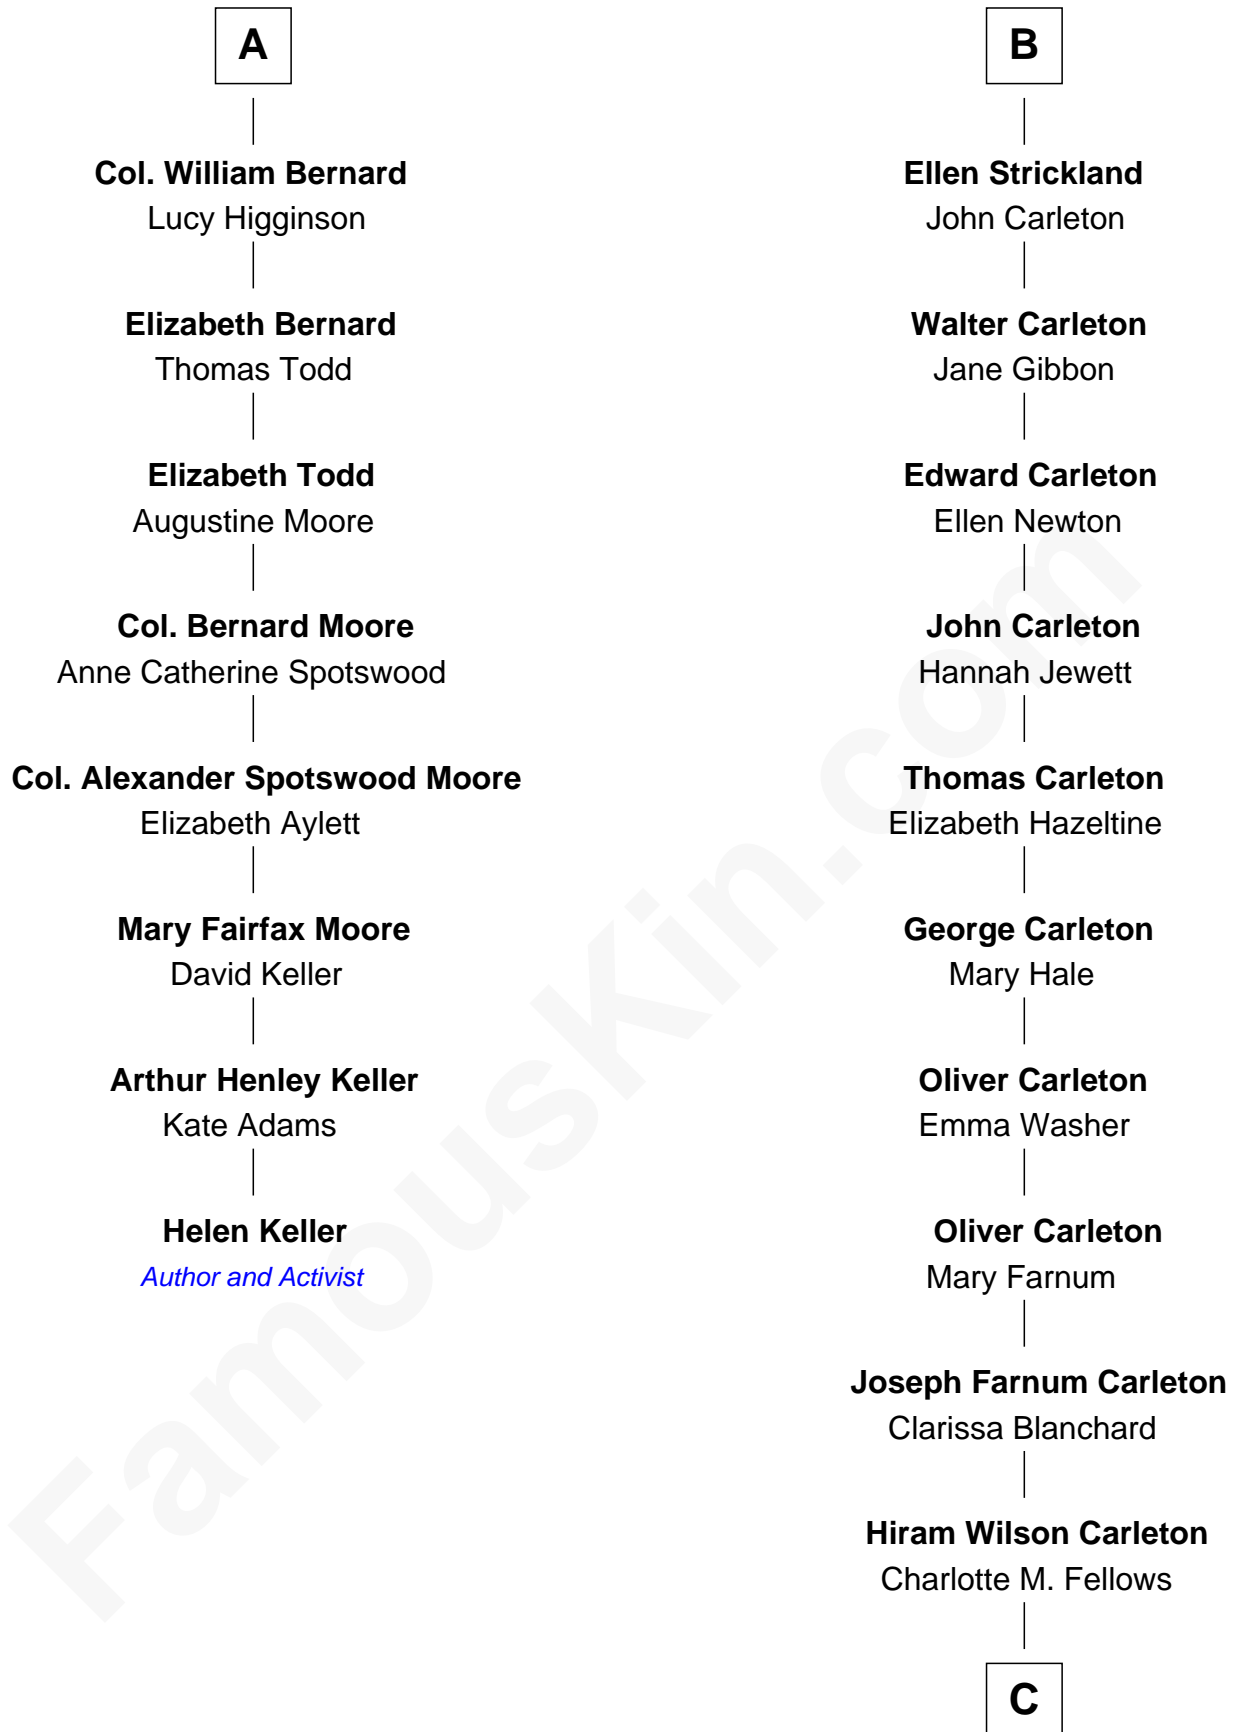 A
Col. William Bernard
Lucy Higginson
Elizabeth Bernard
Thomas Todd
Elizabeth Todd
Augustine Moore
Col. Bernard Moore
Anne Catherine Spotswood
Col. Alexander Spotswood Moore
Elizabeth Aylett
Mary Fairfax Moore
David Keller
Arthur Henley Keller
Kate Adams
Helen Keller
Author and Activist
B
Ellen Strickland
John Carleton
Walter Carleton
Jane Gibbon
Edward Carleton
Ellen Newton
John Carleton
Hannah Jewett
Thomas Carleton
Elizabeth Hazeltine
George Carleton
Mary Hale
Oliver Carleton
Emma Washer
Oliver Carleton
Mary Farnum
Joseph Farnum Carleton
Clarissa Blanchard
Hiram Wilson Carleton
Charlotte M. Fellows
C
FamousKin.com